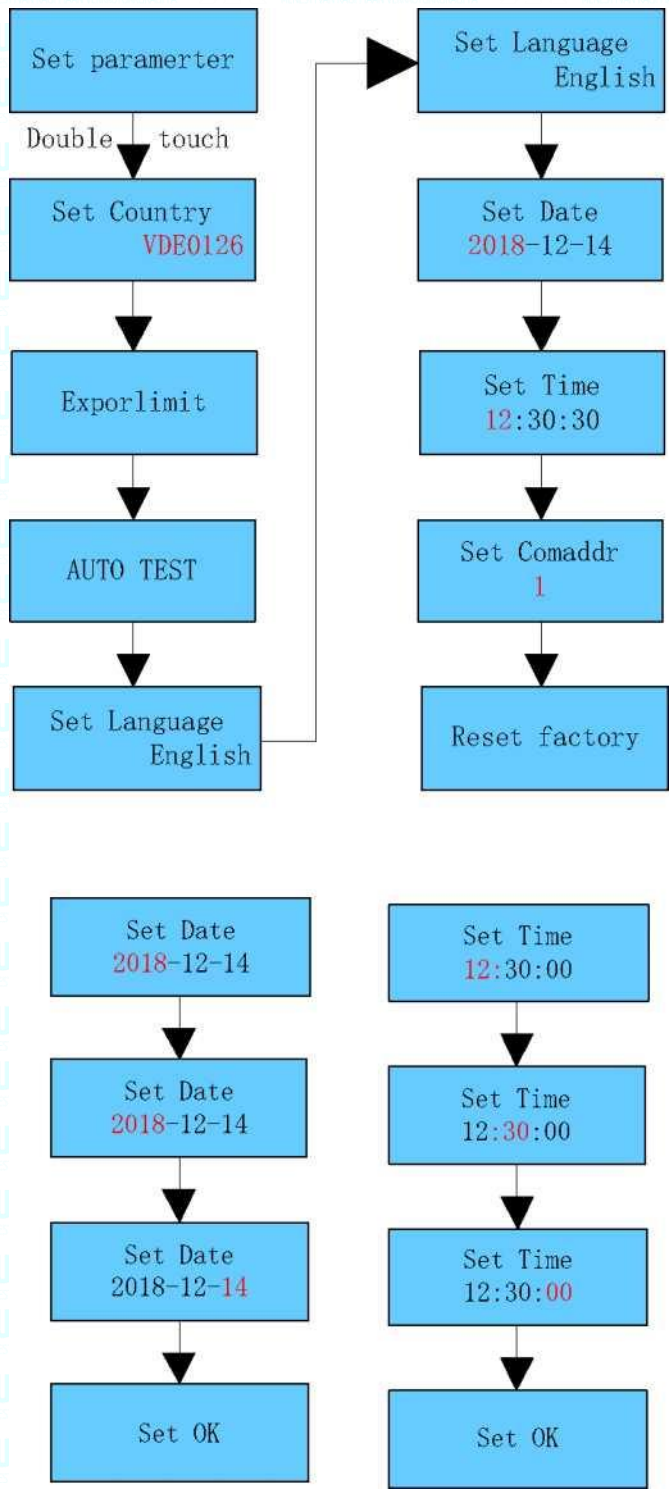 Set paramerter
Double touch
Set Country
VDE0126
Exporlimit
AUTO TEST
Set Language
English
Set Language
English
Set Date
2018-12-14
Set Time
12:30:30
Set Comaddr
1
Reset factory
Set Date
2018-12-14
Set Date
2018-12-14
Set Date
2018-12-14
Set OK
Set Time
12:30:00
Set Time
12:30:00
Set Time
12:30:00
Set OK